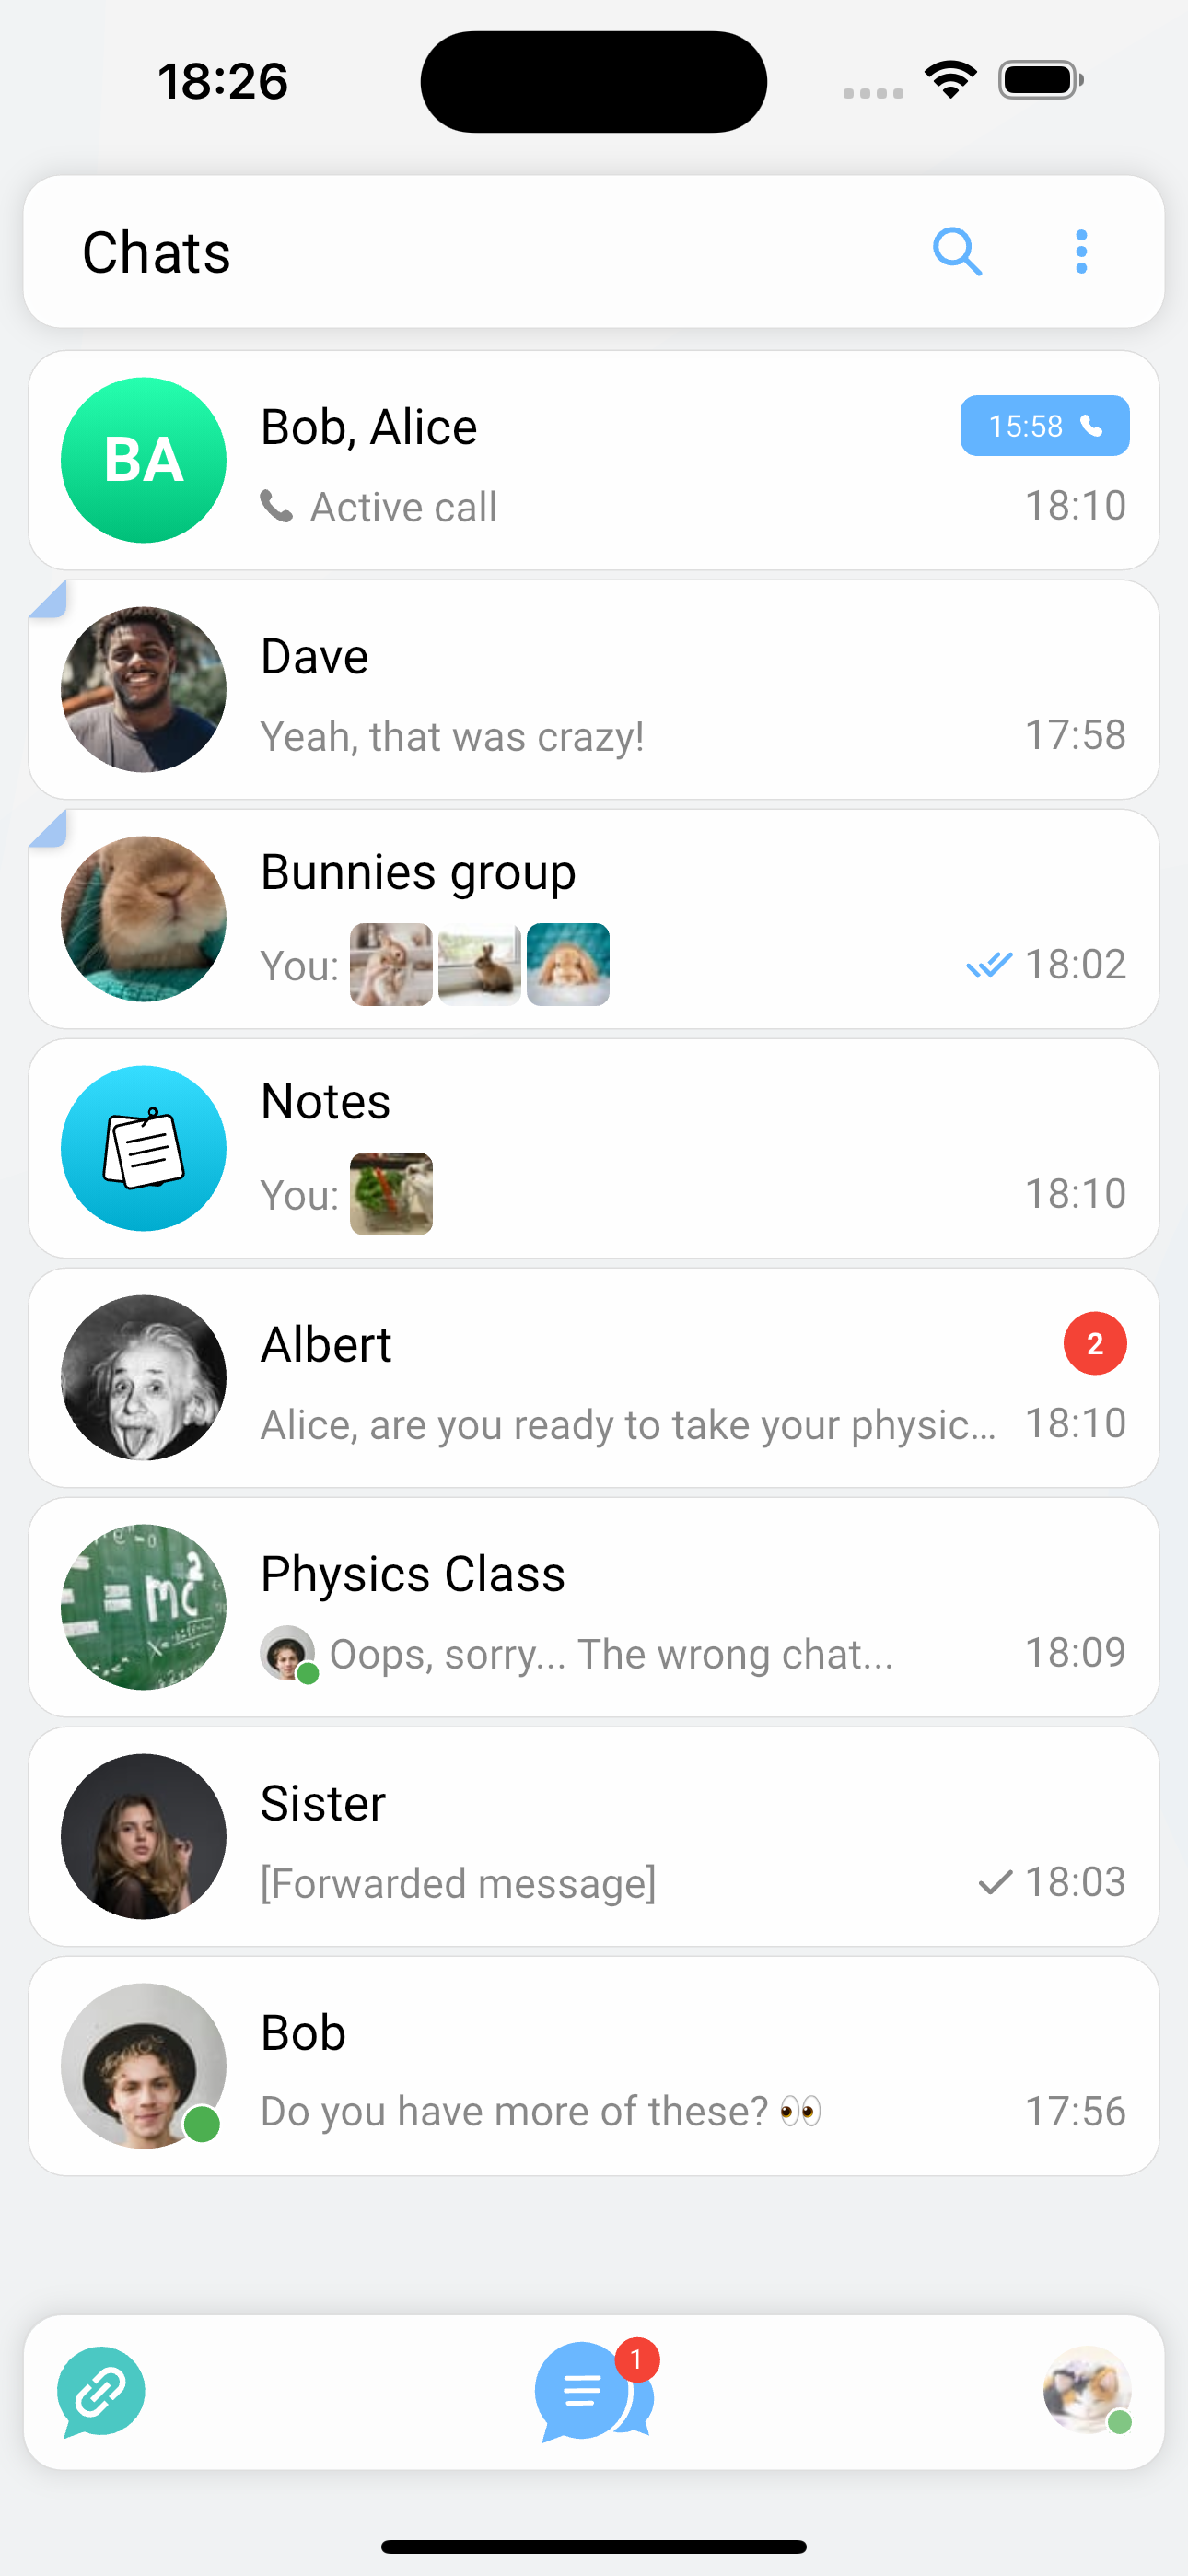 18:26
Chats
BA
Bob, Alice
15:58
Active call
18:10
Dave
Yeah, that was crazy!
17:58
Bunnies group
You:
18:02
Notes
You:
18:10
Albert
2
Alice, are you ready to take your physic...
18:10
= mc²
Physics Class
Oops, sorry... The wrong chat...
18:09
Sister
[Forwarded message]
18:03
Bob
Do you have more of these? 👀
17:56
1